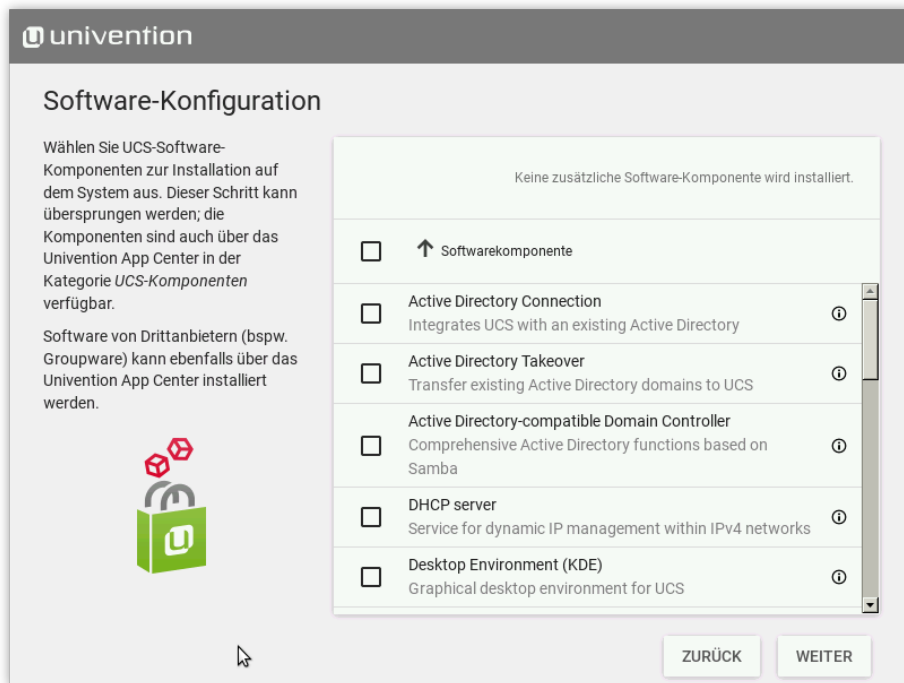 univention
Software-Konfiguration
Wählen Sie UCS-Software-
Komponenten zur Installation auf
dem System aus. Dieser Schritt kann
übersprungen werden; die
Komponenten sind auch über das
Univention App Center in der
Kategorie UCS-Komponenten
verfügbar.
Software von Drittanbietern (bspw.
Groupware) kann ebenfalls über das
Univention App Center installiert
werden.
Keine zusätzliche Software-Komponente wird installiert.
Softwarekomponente
Active Directory Connection
Integrates UCS with an existing Active Directory
Active Directory Takeover
Transfer existing Active Directory domains to UCS
Active Directory-compatible Domain Controller
Comprehensive Active Directory functions based on
Samba
DHCP server
Service for dynamic IP management within IPv4 networks
Desktop Environment (KDE)
Graphical desktop environment for UCS
ZURÜCK
WEITER